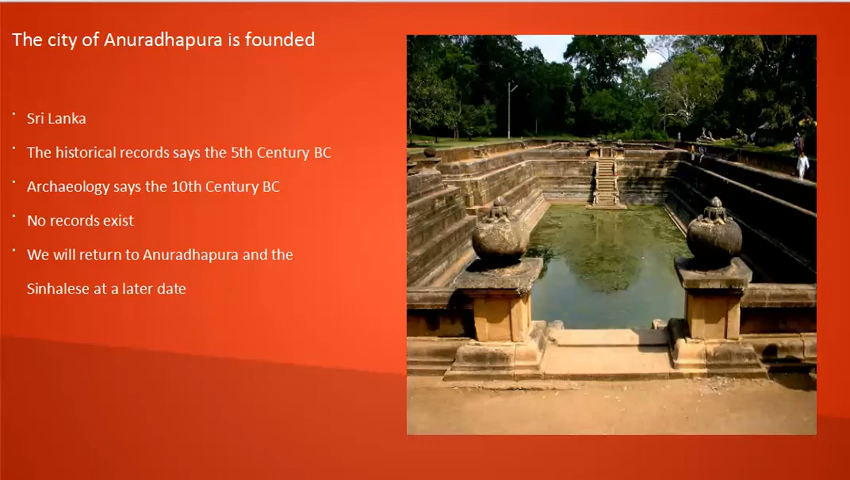 The city of Anuradhapura is founded
Sri Lanka
The historical records says the 5th Century BC
Archaeology says the 10th Century BC
No records exist
We will return to Anuradhapura and the
Sinhalese at a later date